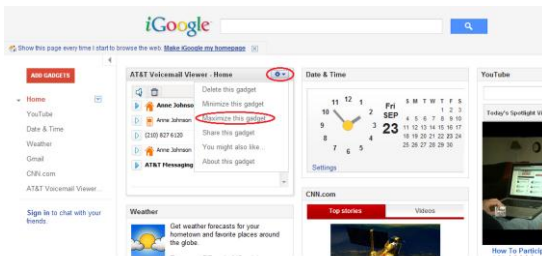 iGoogle
Show this page every time I start to browse the web. Make iGoogle my homepage
ADD GADGETS
Home
YouTube
Date & Time
Weather
Gmail
CNN.com
AT&T Voicemail Viewer...
Sign in to chat with your
friends.
AT&T Voicemail Viewer - Home
Anne Johnson
Anne Johnson
(210) 827 6120
Anne Johnson
AT&T Messaging
Delete this gadget
Minimize this gadget
Maximize this gadget
Share this gadget
You might also like...
About this gadget
Weather
Get weather forecasts for your
hometown and favorite places around
the globe.
Date & Time
12
11
1
10
2
9
3
8
4
7
6
5
Fri
SEP
23
S M T W T F S
1 2 3
4 5 6 7 8 9 10
11 12 13 14 15 16 17
18 19 20 21 22 23 24
25 26 27 28 29 30
Settings
CNN.com
Top stories
Videos
YouTube
Today's Spotlight Vi
How To Particip